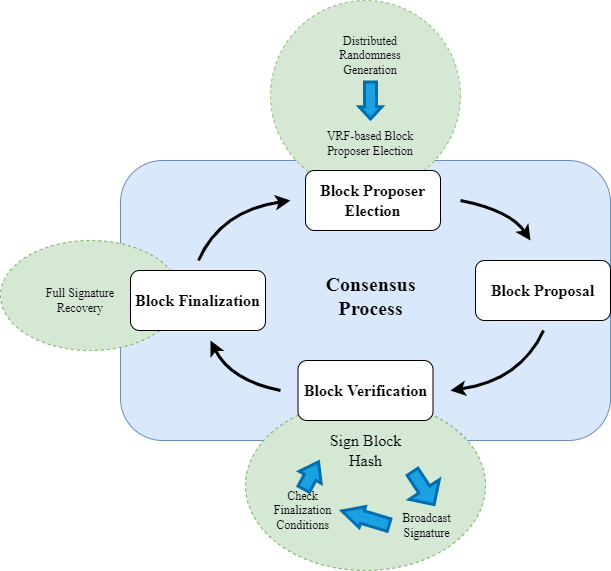 Distributed
Randomness
Generation
VRF-based Block
Proposer Election
Block Proposer
Election
Block Proposal
Consensus
Process
Full Signature
Recovery
Block Finalization
Block Verification
Sign Block
Hash
Check
Finalization
Conditions
Broadcast
Signature